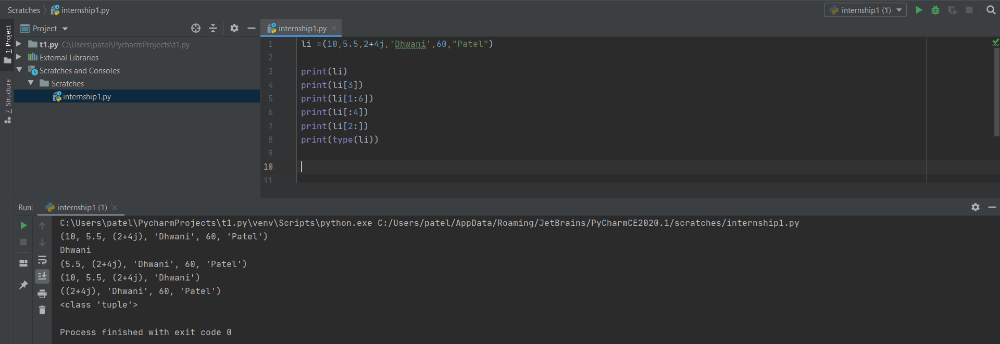 Scratches internship1.py internship1 (1)
1: Project
7: Structure
Project
t1.py C:\Users\patel\PycharmProjects\t1.py
External Libraries
Scratches and Consoles
Scratches
internship1.py
internship1.py
1 li =(10,5.5,2+4j,'Dhwani',60,"Patel")
2
3 print(li)
4 print(li[3])
5 print(li[1:6])
6 print(li[:4])
7 print(li[2:])
8 print(type(li))
9
10
11
Run: internship1 (1)
C:\Users\patel\PycharmProjects\t1.py\venv\Scripts\python.exe C:/Users/patel/AppData/Roaming/JetBrains/PyCharmCE2020.1/scratches/internship1.py
(10, 5.5, (2+4j), 'Dhwani', 60, 'Patel')
Dhwani
(5.5, (2+4j), 'Dhwani', 60, 'Patel')
(10, 5.5, (2+4j), 'Dhwani')
((2+4j), 'Dhwani', 60, 'Patel')
<class 'tuple'>
Process finished with exit code 0